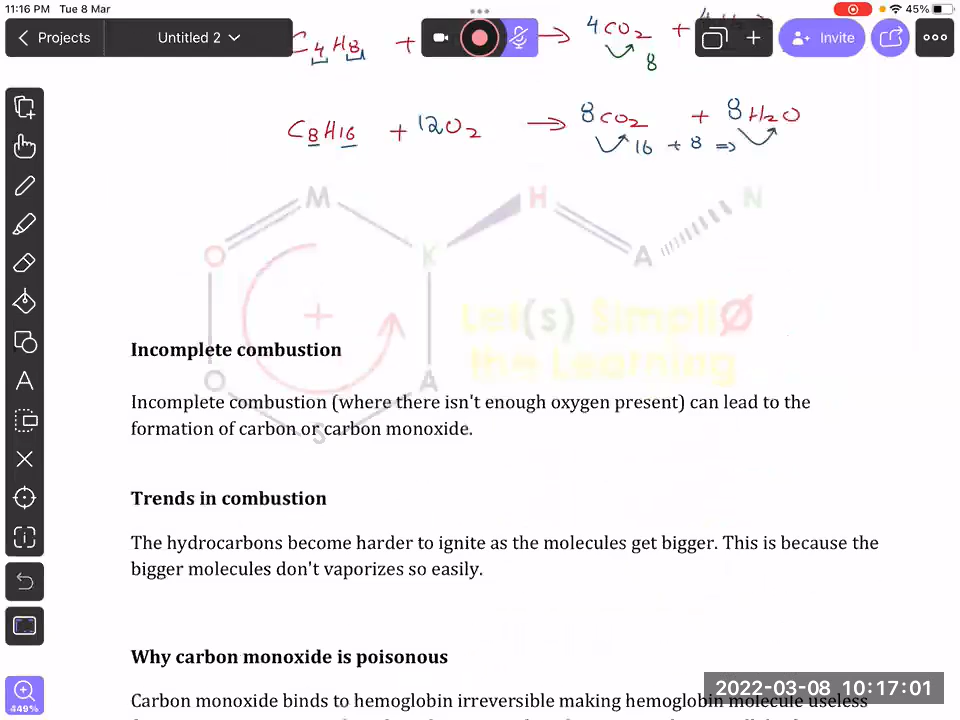 11:16 PM Tue 8 Mar
45%
Projects
Untitled 2
Invite
C4H8 + → 4CO2 +
8
C8H16 + 12O2 → 8CO2 + 8H2O
16 + 8 ⇒
M
H
N
O
K
A
+
Let(s) SimpliØ
the Learning
Incomplete combustion
O
A
Incomplete combustion (where there isn't enough oxygen present) can lead to the
formation of carbon or carbon monoxide.
S
Trends in combustion
The hydrocarbons become harder to ignite as the molecules get bigger. This is because the
bigger molecules don't vaporizes so easily.
Why carbon monoxide is poisonous
449%
2022-03-08 10:17:01
Carbon monoxide binds to hemoglobin irreversible making hemoglobin molecule useless